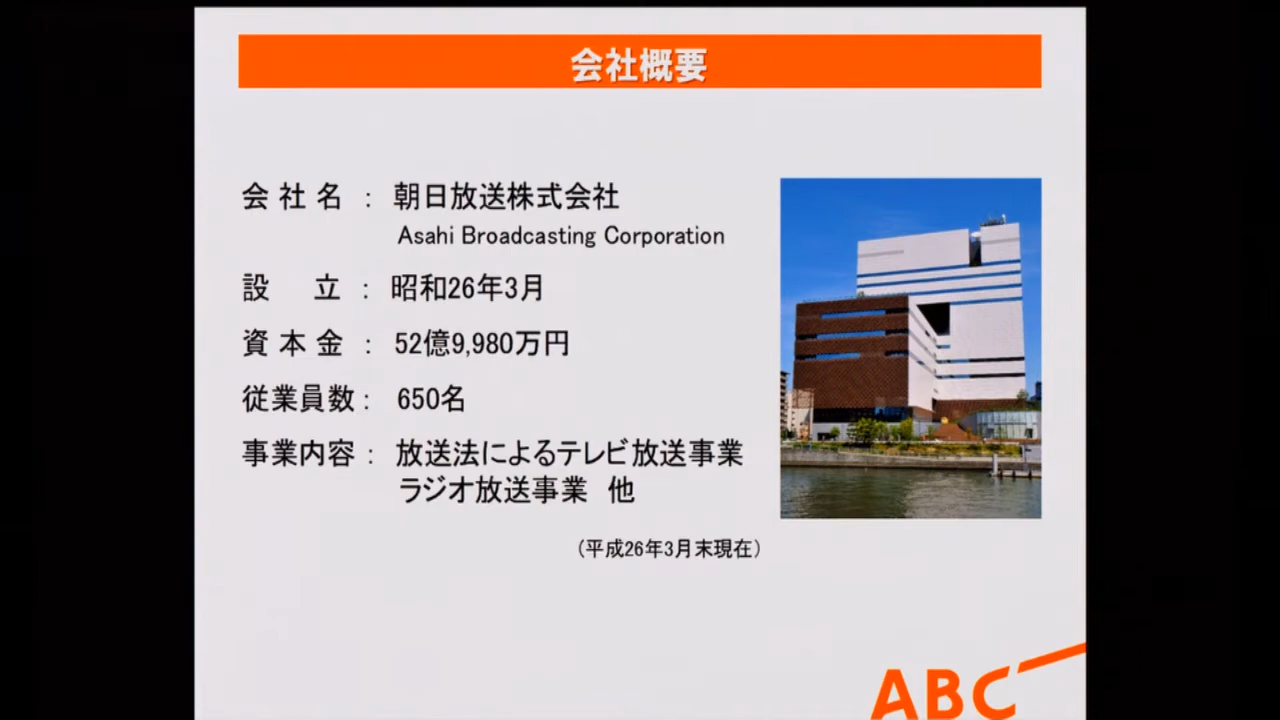 会社概要
会 社 名 : 朝日放送株式会社
Asahi Broadcasting Corporation
設 立 : 昭和26年3月
資 本 金 : 52億9,980万円
従業員数 : 650名
事業内容 : 放送法によるテレビ放送事業
ラジオ放送事業 他
(平成26年3月末現在)
ABC